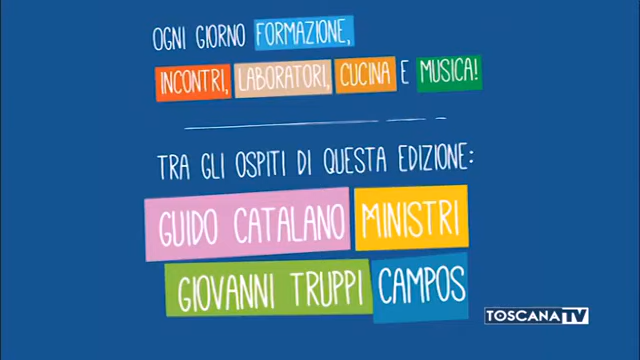 OGNI GIORNO FORMAZIONE,
INCONTRI, LABORATORI, CUCINA E MUSICA!
TRA GLI OSPITI DI QUESTA EDIZIONE:
GUIDO CATALANO MINISTRI
GIOVANNI TRUPPI CAMPOS
TOSCANA TV